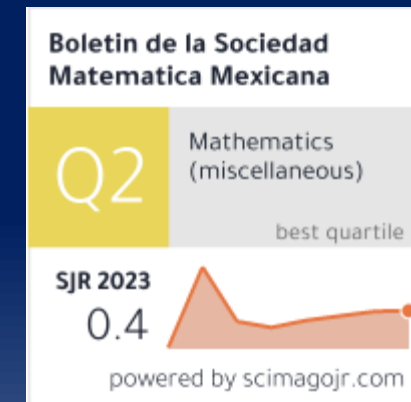 Boletin de la Sociedad
Matematica Mexicana
Q2
Mathematics
(miscellaneous)
best quartile
SJR 2023
0.4
powered by scimagojr.com